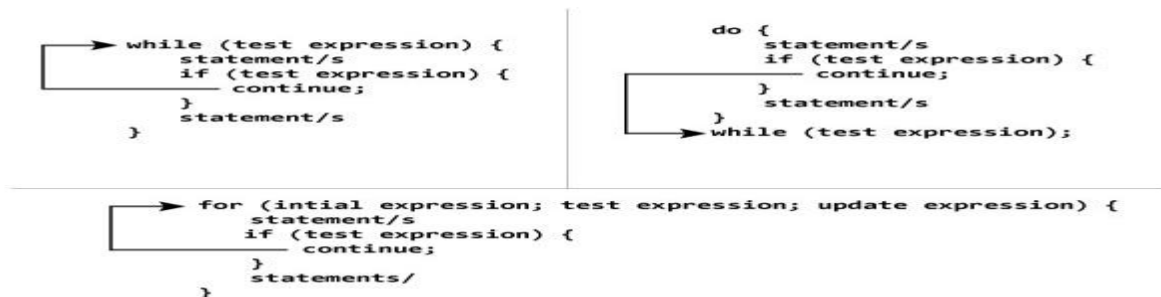 while (test expression) {
statement/s
if (test expression) {
continue;
}
statement/s
}
do {
statement/s
if (test expression) {
continue;
}
statement/s
}
while (test expression);
for (intial expression; test expression; update expression) {
statement/s
if (test expression) {
continue;
}
statements/
}